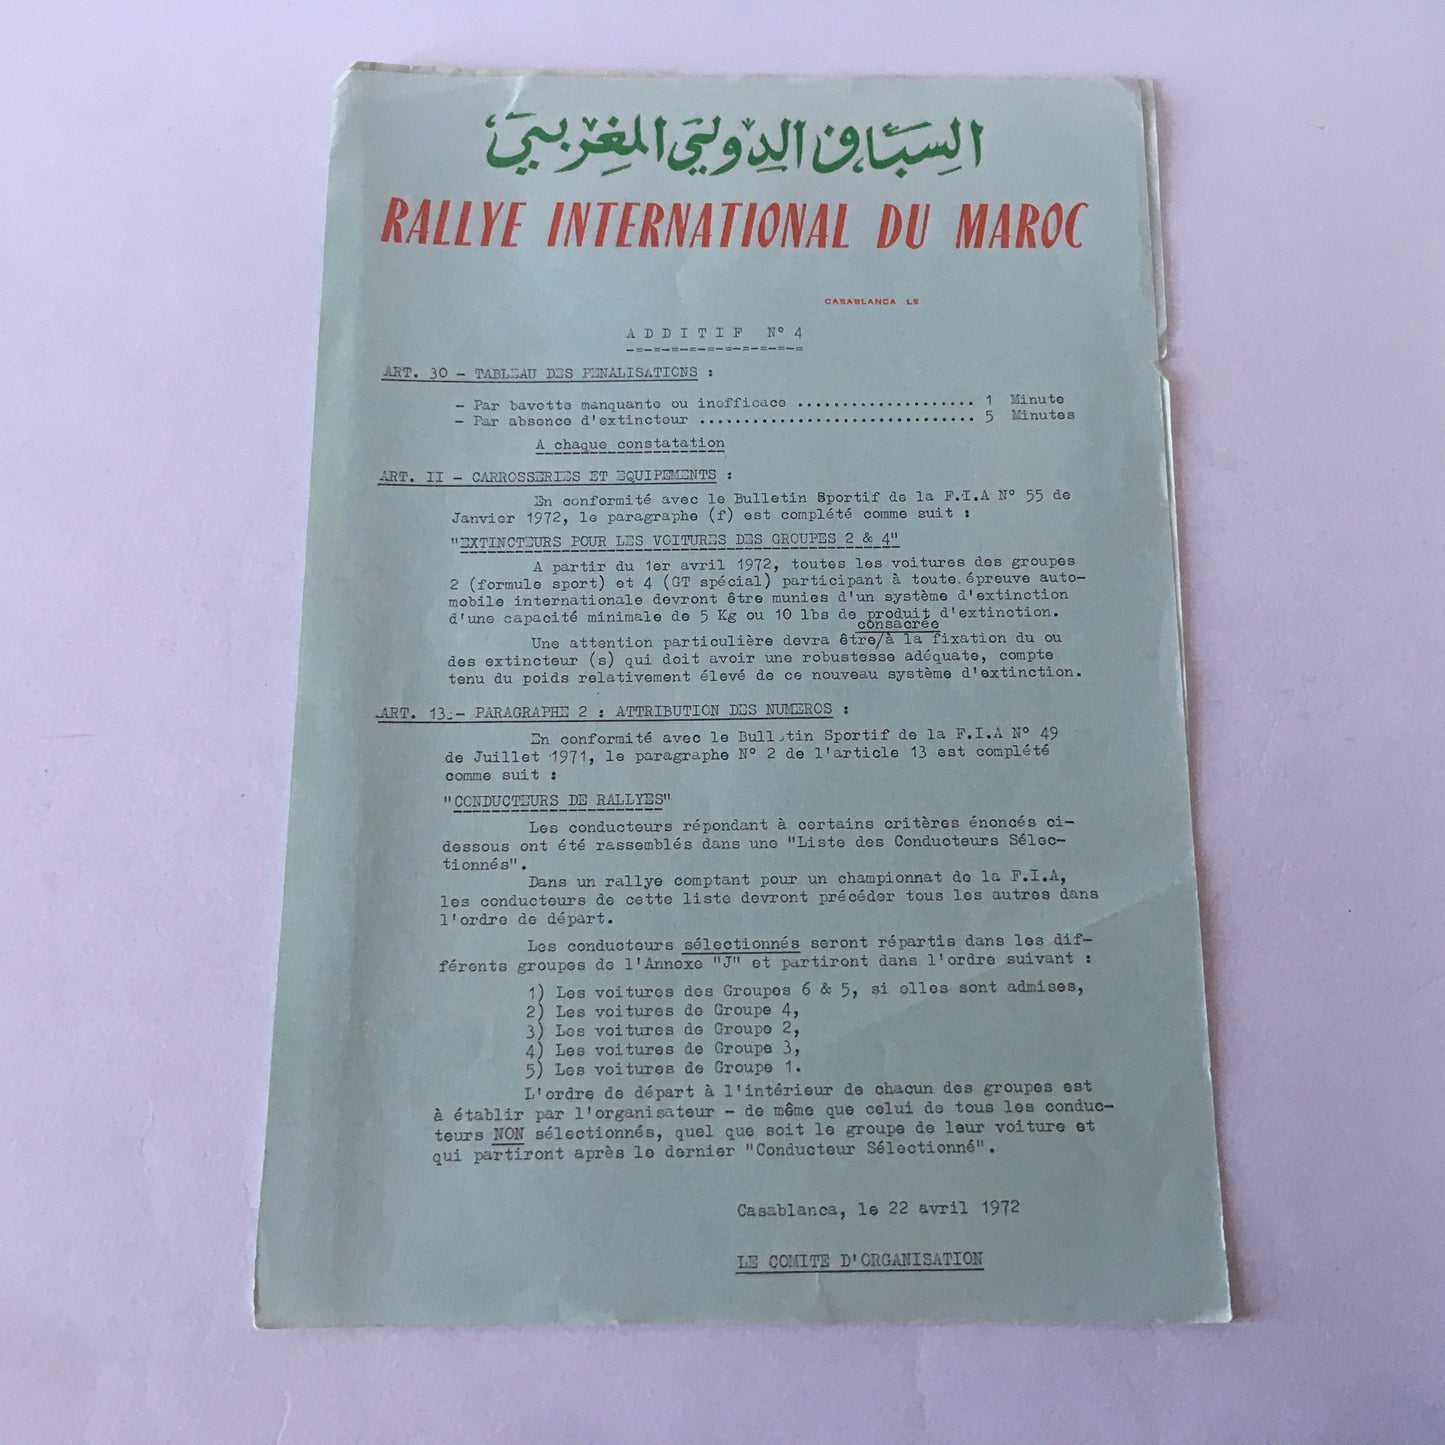 السباق الدولي المغربي
RALLYE INTERNATIONAL DU MAROC
CASABLANCA LE
A D D I T I F N° 4
-=-=-=-=-=-=-=-=-=-=
ART. 30 - TABLEAU DES PENALISATIONS :
- Par bavette manquante ou inefficace .................... 1 Minute
- Par absence d'extincteur ............................... 5 Minutes
A chaque constatation
ART. II - CARROSSERIES ET EQUIPEMENTS :
En conformité avec le Bulletin Sportif de la F.I.A N° 55 de
Janvier 1972, le paragraphe (f) est complété comme suit :
"EXTINCTEURS POUR LES VOITURES DES GROUPES 2 & 4"
A partir du 1er avril 1972, toutes les voitures des groupes
2 (formule sport) et 4 (GT spécial) participant à toute épreuve auto-
mobile internationale devront être munies d'un système d'extinction
d'une capacité minimale de 5 Kg ou 10 lbs de produit d'extinction.
consacrée
Une attention particulière devra être/à la fixation du ou
des extincteur (s) qui doit avoir une robustesse adéquate, compte
tenu du poids relativement élevé de ce nouveau système d'extinction.
ART. 13.- PARAGRAPHE 2 : ATTRIBUTION DES NUMEROS :
En conformité avec le Bulletin Sportif de la F.I.A N° 49
de Juillet 1971, le paragraphe N° 2 de l'article 13 est complété
comme suit :
"CONDUCTEURS DE RALLYES"
Les conducteurs répondant à certains critères énoncés ci-
dessous ont été rassemblés dans une "Liste des Conducteurs Sélec-
tionnés".
Dans un rallye comptant pour un championnat de la F.I.A,
les conducteurs de cette liste devront précéder tous les autres dans
l'ordre de départ.
Les conducteurs sélectionnés seront répartis dans les dif-
férents groupes de l'Annexe "J" et partiront dans l'ordre suivant :
1) Les voitures des Groupes 6 & 5, si elles sont admises,
2) Les voitures de Groupe 4,
3) Les voitures de Groupe 2,
4) Les voitures de Groupe 3,
5) Les voitures de Groupe 1.
L'ordre de départ à l'intérieur de chacun des groupes est
à établir par l'organisateur - de même que celui de tous les conduc-
teurs NON sélectionnés, quel que soit le groupe de leur voiture et
qui partiront après le dernier "Conducteur Sélectionné".
Casablanca, le 22 avril 1972
LE COMITE D'ORGANISATION